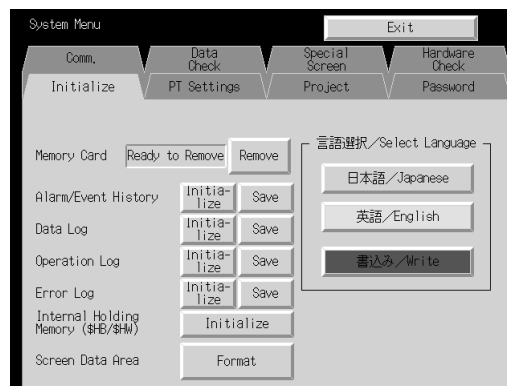 System Menu
Exit
Comm.
Data
Check
Special
Screen
Hardware
Check
Initialize
PT Settings
Project
Password
Memory Card
Ready to Remove
Remove
言語選択/Select Language
日本語/Japanese
英語/English
書込み/Write
Alarm/Event History
Initia-
lize
Save
Data Log
Initia-
lize
Save
Operation Log
Initia-
lize
Save
Error Log
Initia-
lize
Save
Internal Holding
Memory ($HB/$HW)
Initialize
Screen Data Area
Format